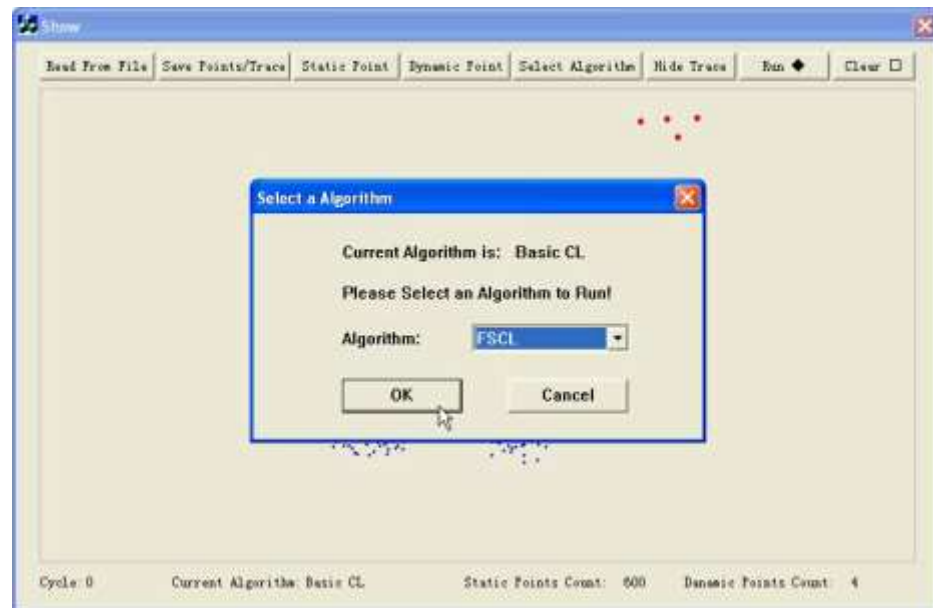 Show
Read From File Save Points/Trace Static Point Dynamic Point Select Algorithm Hide Trace Run ◆ Clear □
Select a Algorithm
Current Algorithm is: Basic CL
Please Select an Algorithm to Run!
Algorithm: FSCL
OK Cancel
Cycle: 0 Current Algorithm: Basic CL Static Points Count: 600 Danamic Points Count: 4